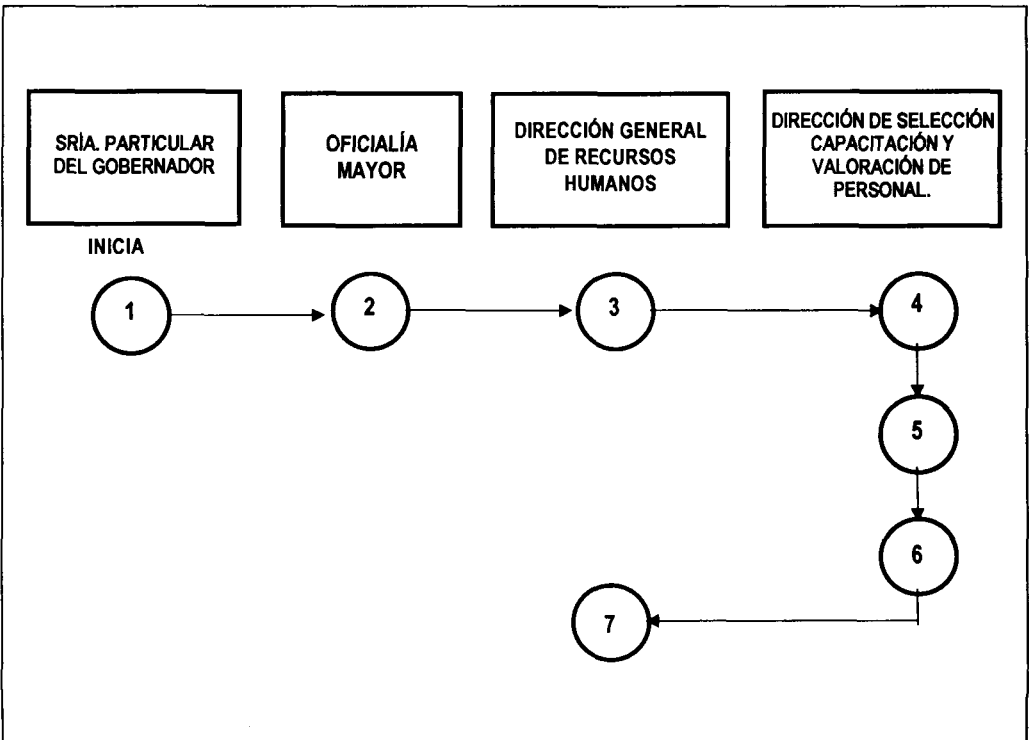 SRÍA. PARTICULAR
DEL GOBERNADOR
OFICIALÍA
MAYOR
DIRECCIÓN GENERAL
DE RECURSOS
HUMANOS
DIRECCIÓN DE SELECCIÓN
CAPACITACIÓN Y
VALORACIÓN DE
PERSONAL.
INICIA
1
2
3
4
5
6
7